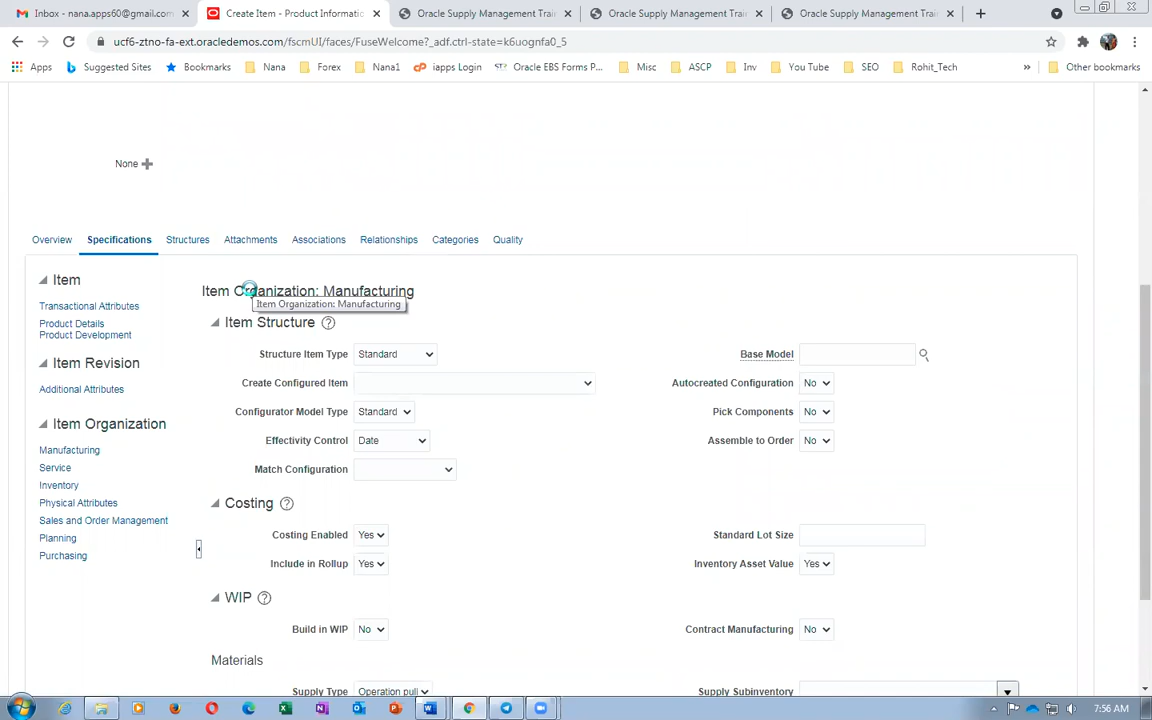 Inbox - nana.apps60@gmail.com
Create Item - Product Informatio
Oracle Supply Management Trai
Oracle Supply Management Trai
Oracle Supply Management Trai
ucf6-ztno-fa-ext.oracledemos.com/fscmUI/faces/FuseWelcome?_adf.ctrl-state=k6uognfa0_5
Apps
Suggested Sites
Bookmarks
Nana
Forex
Nana1
iapps Login
Oracle EBS Forms P...
Misc
ASCP
Inv
You Tube
SEO
Rohit_Tech
»
Other bookmarks
None
Overview
Specifications
Structures
Attachments
Associations
Relationships
Categories
Quality
Item
Transactional Attributes
Product Details
Product Development
Item Revision
Additional Attributes
Item Organization
Manufacturing
Service
Inventory
Physical Attributes
Sales and Order Management
Planning
Purchasing
Item Organization: Manufacturing
Item Organization: Manufacturing
Item Structure ?
Structure Item Type Standard
Base Model
Create Configured Item
Autocreated Configuration No
Configurator Model Type Standard
Pick Components No
Effectivity Control Date
Assemble to Order No
Match Configuration
Costing ?
Costing Enabled Yes
Standard Lot Size
Include in Rollup Yes
Inventory Asset Value Yes
WIP ?
Build in WIP No
Contract Manufacturing No
Materials
Supply Type Operation pull
Supply Subinventory
7:56 AM